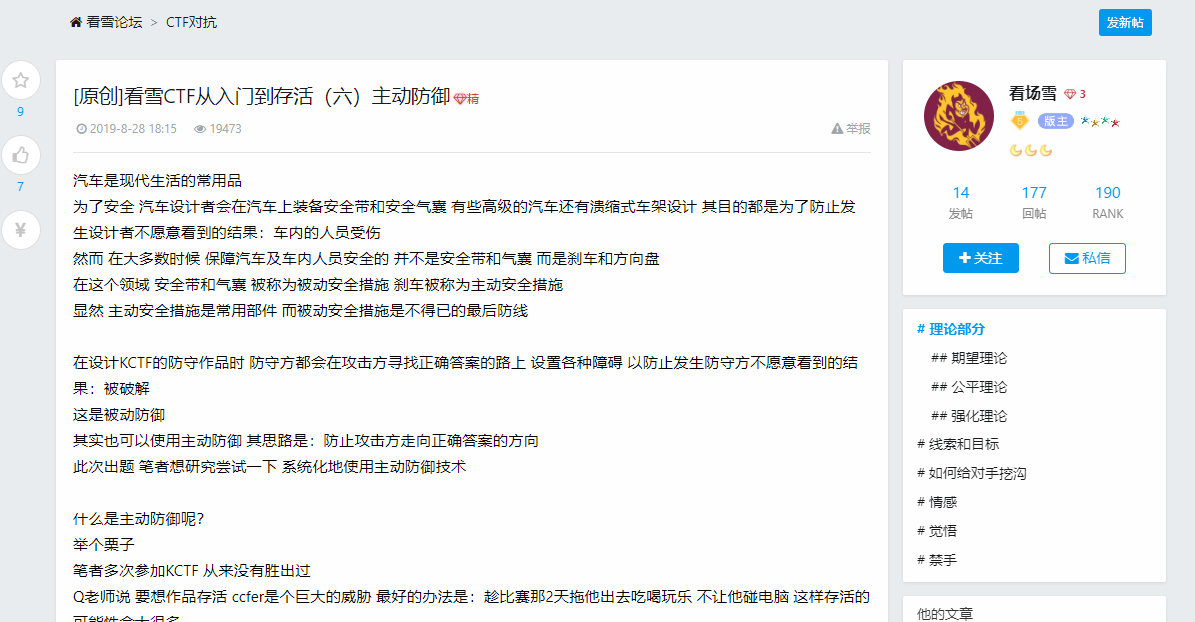 看雪论坛 > CTF对抗
发新帖
9
7
¥
[原创]看雪CTF从入门到存活（六）主动防御 精
2019-8-28 18:15 19473
举报
汽车是现代生活的常用品
为了安全 汽车设计者会在汽车上装备安全带和安全气囊 有些高级的汽车还有溃缩式车架设计 其目的都是为了防止发
生设计者不愿意看到的结果：车内的人员受伤
然而 在大多数时候 保障汽车及车内人员安全的 并不是安全带和气囊 而是刹车和方向盘
在这个领域 安全带和气囊 被称为被动安全措施 刹车被称为主动安全措施
显然 主动安全措施是常用部件 而被动安全措施是不得已的最后防线
在设计KCTF的防守作品时 防守方都会在攻击方寻找正确答案的路上 设置各种障碍 以防止发生防守方不愿意看到的结
果：被破解
这是被动防御
其实也可以使用主动防御 其思路是：防止攻击方走向正确答案的方向
此次出题 笔者想研究尝试一下 系统化地使用主动防御技术
什么是主动防御呢?
举个栗子
笔者多次参加KCTF 从来没有胜出过
Q老师说 要想作品存活 ccfer是个巨大的威胁 最好的办法是：趁比赛那2天拖他出去吃喝玩乐 不让他碰电脑 这样存活的
可能性会大很多
看场雪 3
版主
14 177 190
发帖 回帖 RANK
关注 私信
# 理论部分
## 期望理论
## 公平理论
## 强化理论
# 线索和目标
# 如何给对手挖沟
# 情感
# 觉悟
# 禁手
他的文章